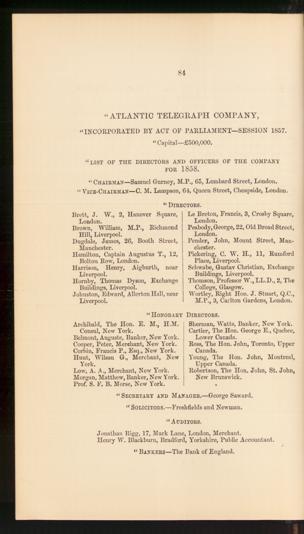 84
"ATLANTIC TELEGRAPH COMPANY,
"INCORPORATED BY ACT OF PARLIAMENT—SESSION 1857.
"Capital—£500,000.
"LIST OF THE DIRECTORS AND OFFICERS OF THE COMPANY
FOR 1858.
"CHAIRMAN—Samuel Gurney, M.P., 65, Lombard Street, London.
"VICE-CHAIRMAN—C. M. Lampson, 64, Queen Street, Cheapside, London.
"DIRECTORS.
Brett, J. W., 2, Hanover Square,
London.
Brown, William, M.P., Richmond
Hill, Liverpool.
Dugdale, James, 26, Booth Street,
Manchester.
Hamilton, Captain Augustus T., 12,
Bolton Row, London.
Harrison, Henry, Aigburth, near
Liverpool.
Hornby, Thomas Dyson, Exchange
Buildings, Liverpool.
Johnston, Edward, Allerton Hall, near
Liverpool.
Le Breton, Francis, 3, Crosby Square,
London.
Peabody, George, 22, Old Broad Street,
London.
Pender, John, Mount Street, Man-
chester.
Pickering, C. W. H., 11, Rumford
Place, Liverpool.
Schwabe, Gustav Christian, Exchange
Buildings, Liverpool.
Thomson, Professor W., LL.D., 2, The
College, Glasgow.
Wortley, Right Hon. J. Stuart, Q.C.,
M.P., 3, Carlton Gardens, London.
"HONORARY DIRECTORS.
Archibald, The Hon. E. M., H.M.
Consul, New York.
Belmont, Auguste, Banker, New York.
Cooper, Peter, Merchant, New York.
Corbin, Francis P., Esq., New York.
Hunt, Wilson G., Merchant, New
York.
Low, A. A., Merchant, New York.
Morgan, Matthew, Banker, New York.
Prof. S. F. B. Morse, New York.
Sherman, Watts, Banker, New York.
Cartier, The Hon. George E., Quebec,
Lower Canada.
Ross, The Hon. John, Toronto, Upper
Canada.
Young, The Hon. John, Montreal,
Upper Canada.
Robertson, The Hon. John, St. John,
New Brunswick.
"SECRETARY AND MANAGER.—George Saward.
"SOLICITORS.—Freshfields and Newman.
"AUDITORS.
Jonathan Rigg, 17, Mark Lane, London, Merchant.
Henry W. Blackburn, Bradford, Yorkshire, Public Accountant.
"BANKERS—The Bank of England.